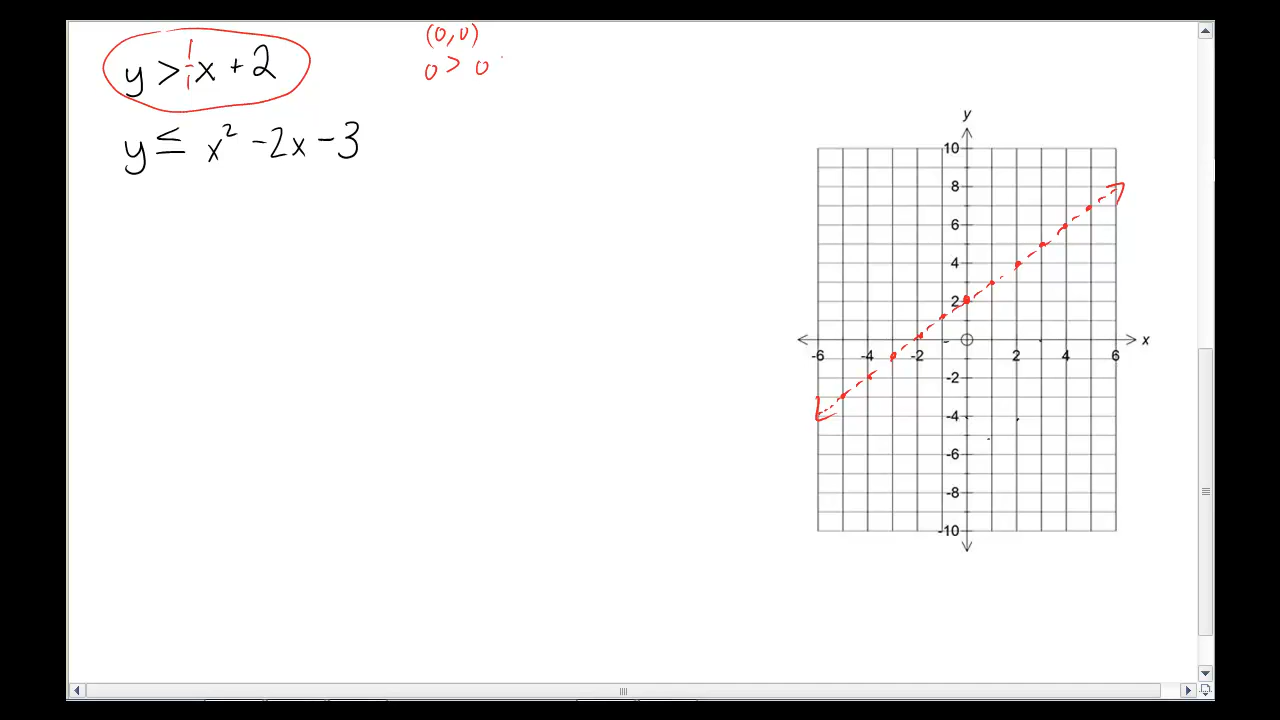 (0,0)
y > 1/1 x + 2
0 > 0
y ≤ x² - 2x - 3
y
10
8
6
4
2
x
-6 -4 -2 2 4 6
-2
-4
-6
-8
-10